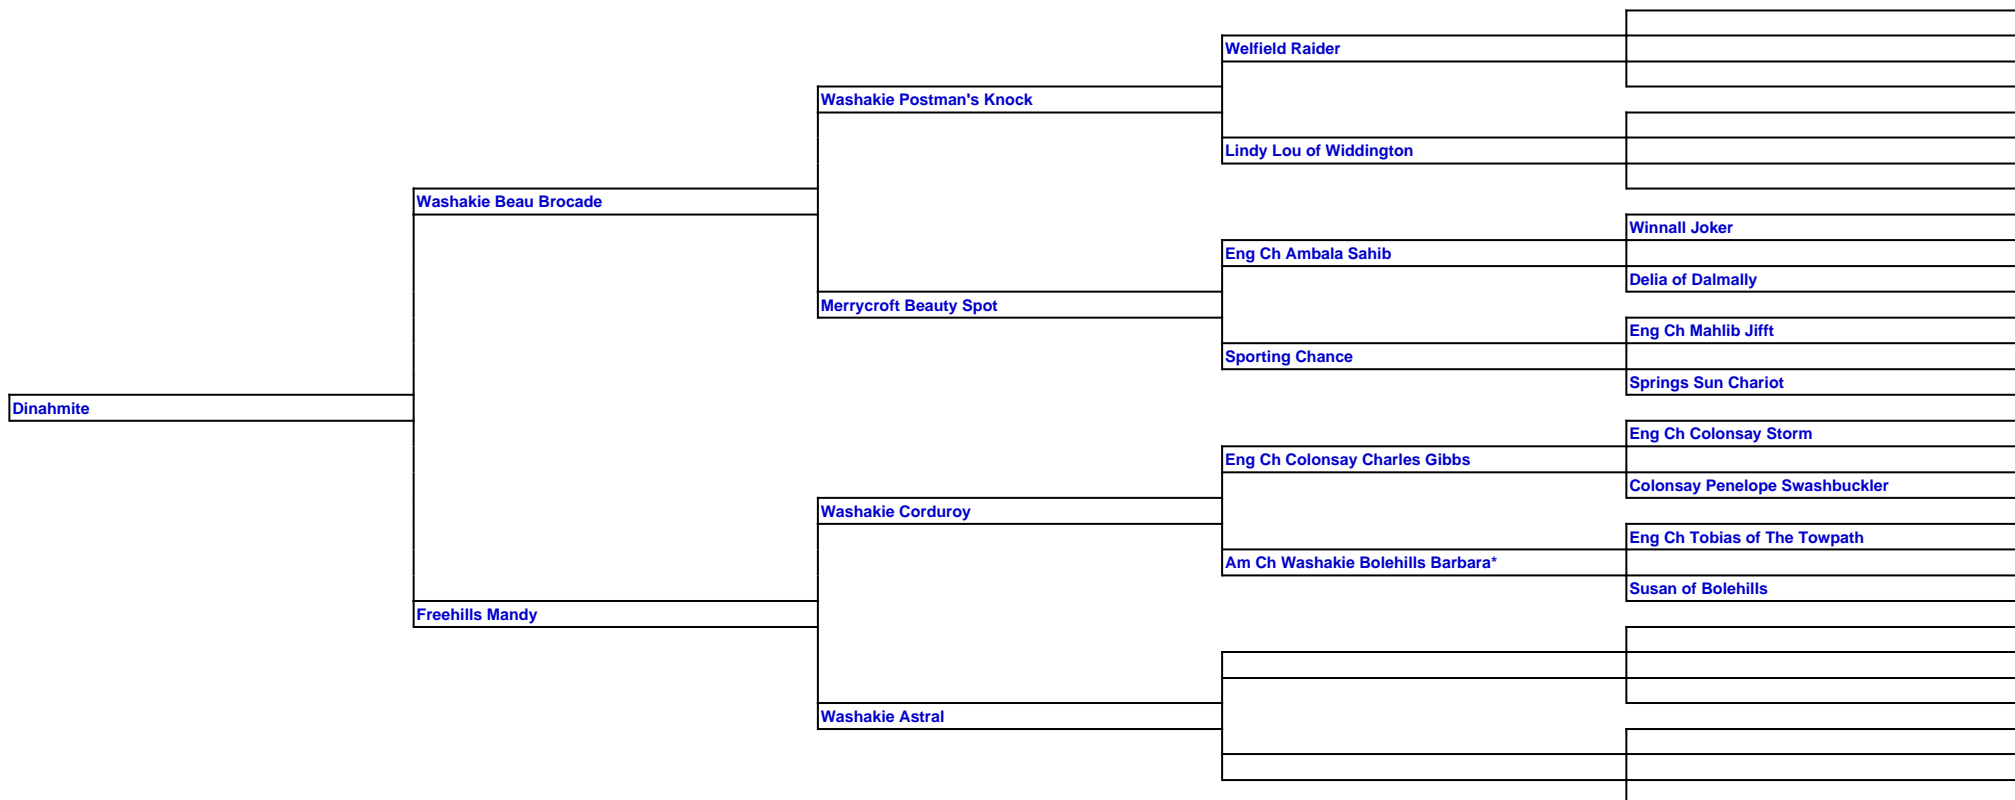 Welfield Raider
Washakie Postman's Knock
Lindy Lou of Widdington
Washakie Beau Brocade
Winnall Joker
Eng Ch Ambala Sahib
Delia of Dalmally
Merrycroft Beauty Spot
Eng Ch Mahlib Jifft
Sporting Chance
Springs Sun Chariot
Dinahmite
Eng Ch Colonsay Storm
Eng Ch Colonsay Charles Gibbs
Colonsay Penelope Swashbuckler
Washakie Corduroy
Eng Ch Tobias of The Towpath
Am Ch Washakie Bolehills Barbara*
Susan of Bolehills
Freehills Mandy
Washakie Astral